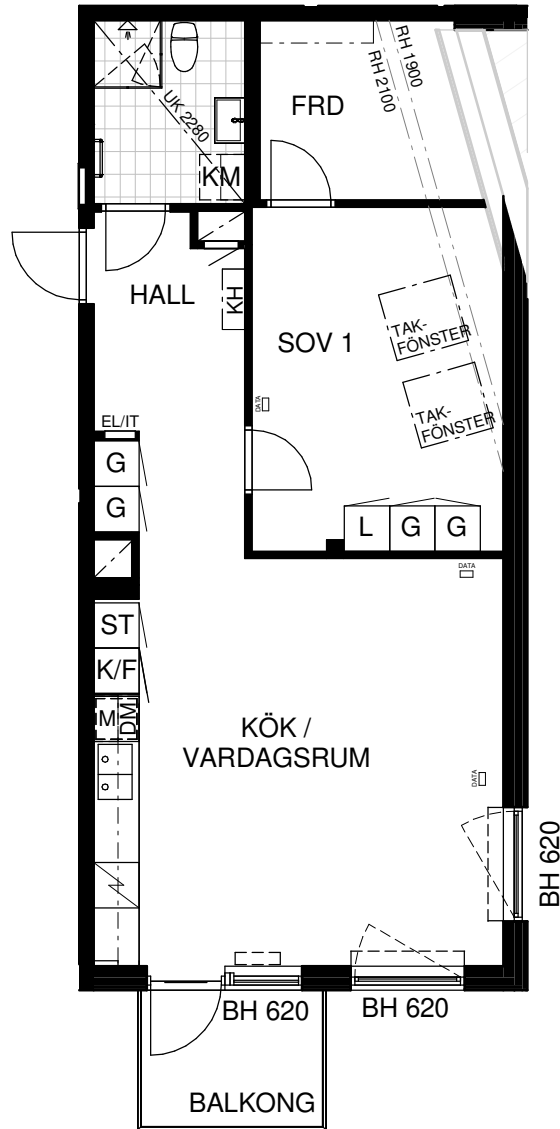 RH 1900
RH 2100
FRD
UK 2280
KM
HALL
KH
SOV 1
TAK-
FÖNSTER
TAK-
FÖNSTER
DATA
EL/IT
G
G
L G G
DATA
ST
K/F
M
DM
KÖK /
VARDAGSRUM
DATA
BH 620
BH 620
BH 620
BALKONG